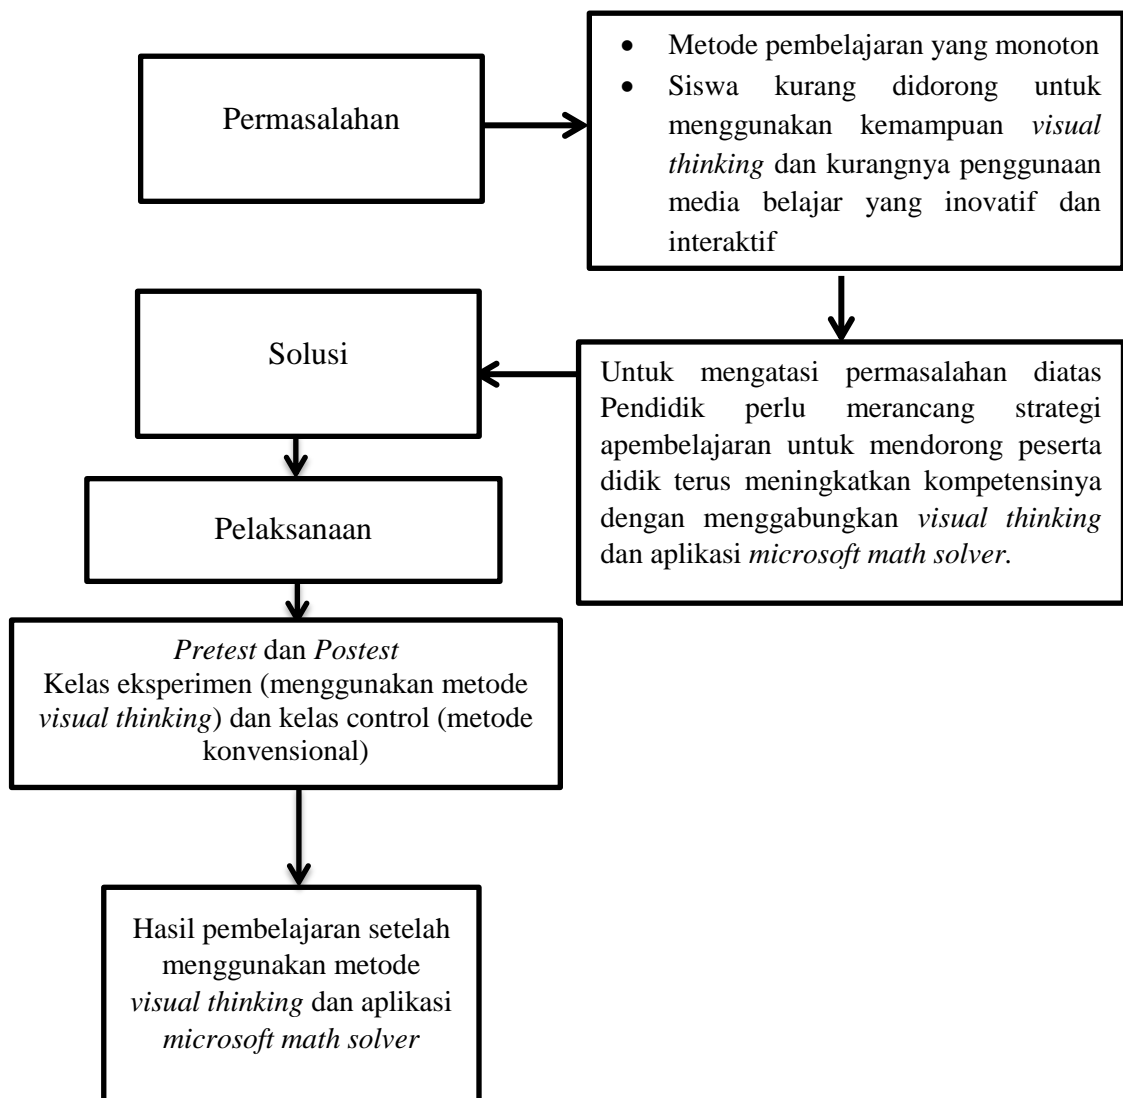 Permasalahan
• Metode pembelajaran yang monoton
• Siswa kurang didorong untuk
menggunakan kemampuan visual
thinking dan kurangnya penggunaan
media belajar yang inovatif dan
interaktif
Solusi
Untuk mengatasi permasalahan diatas
Pendidik perlu merancang strategi
apembelajaran untuk mendorong peserta
didik terus meningkatkan kompetensinya
dengan menggabungkan visual thinking
dan aplikasi microsoft math solver.
Pelaksanaan
Pretest dan Postest
Kelas eksperimen (menggunakan metode
visual thinking) dan kelas control (metode
konvensional)
Hasil pembelajaran setelah
menggunakan metode
visual thinking dan aplikasi
microsoft math solver